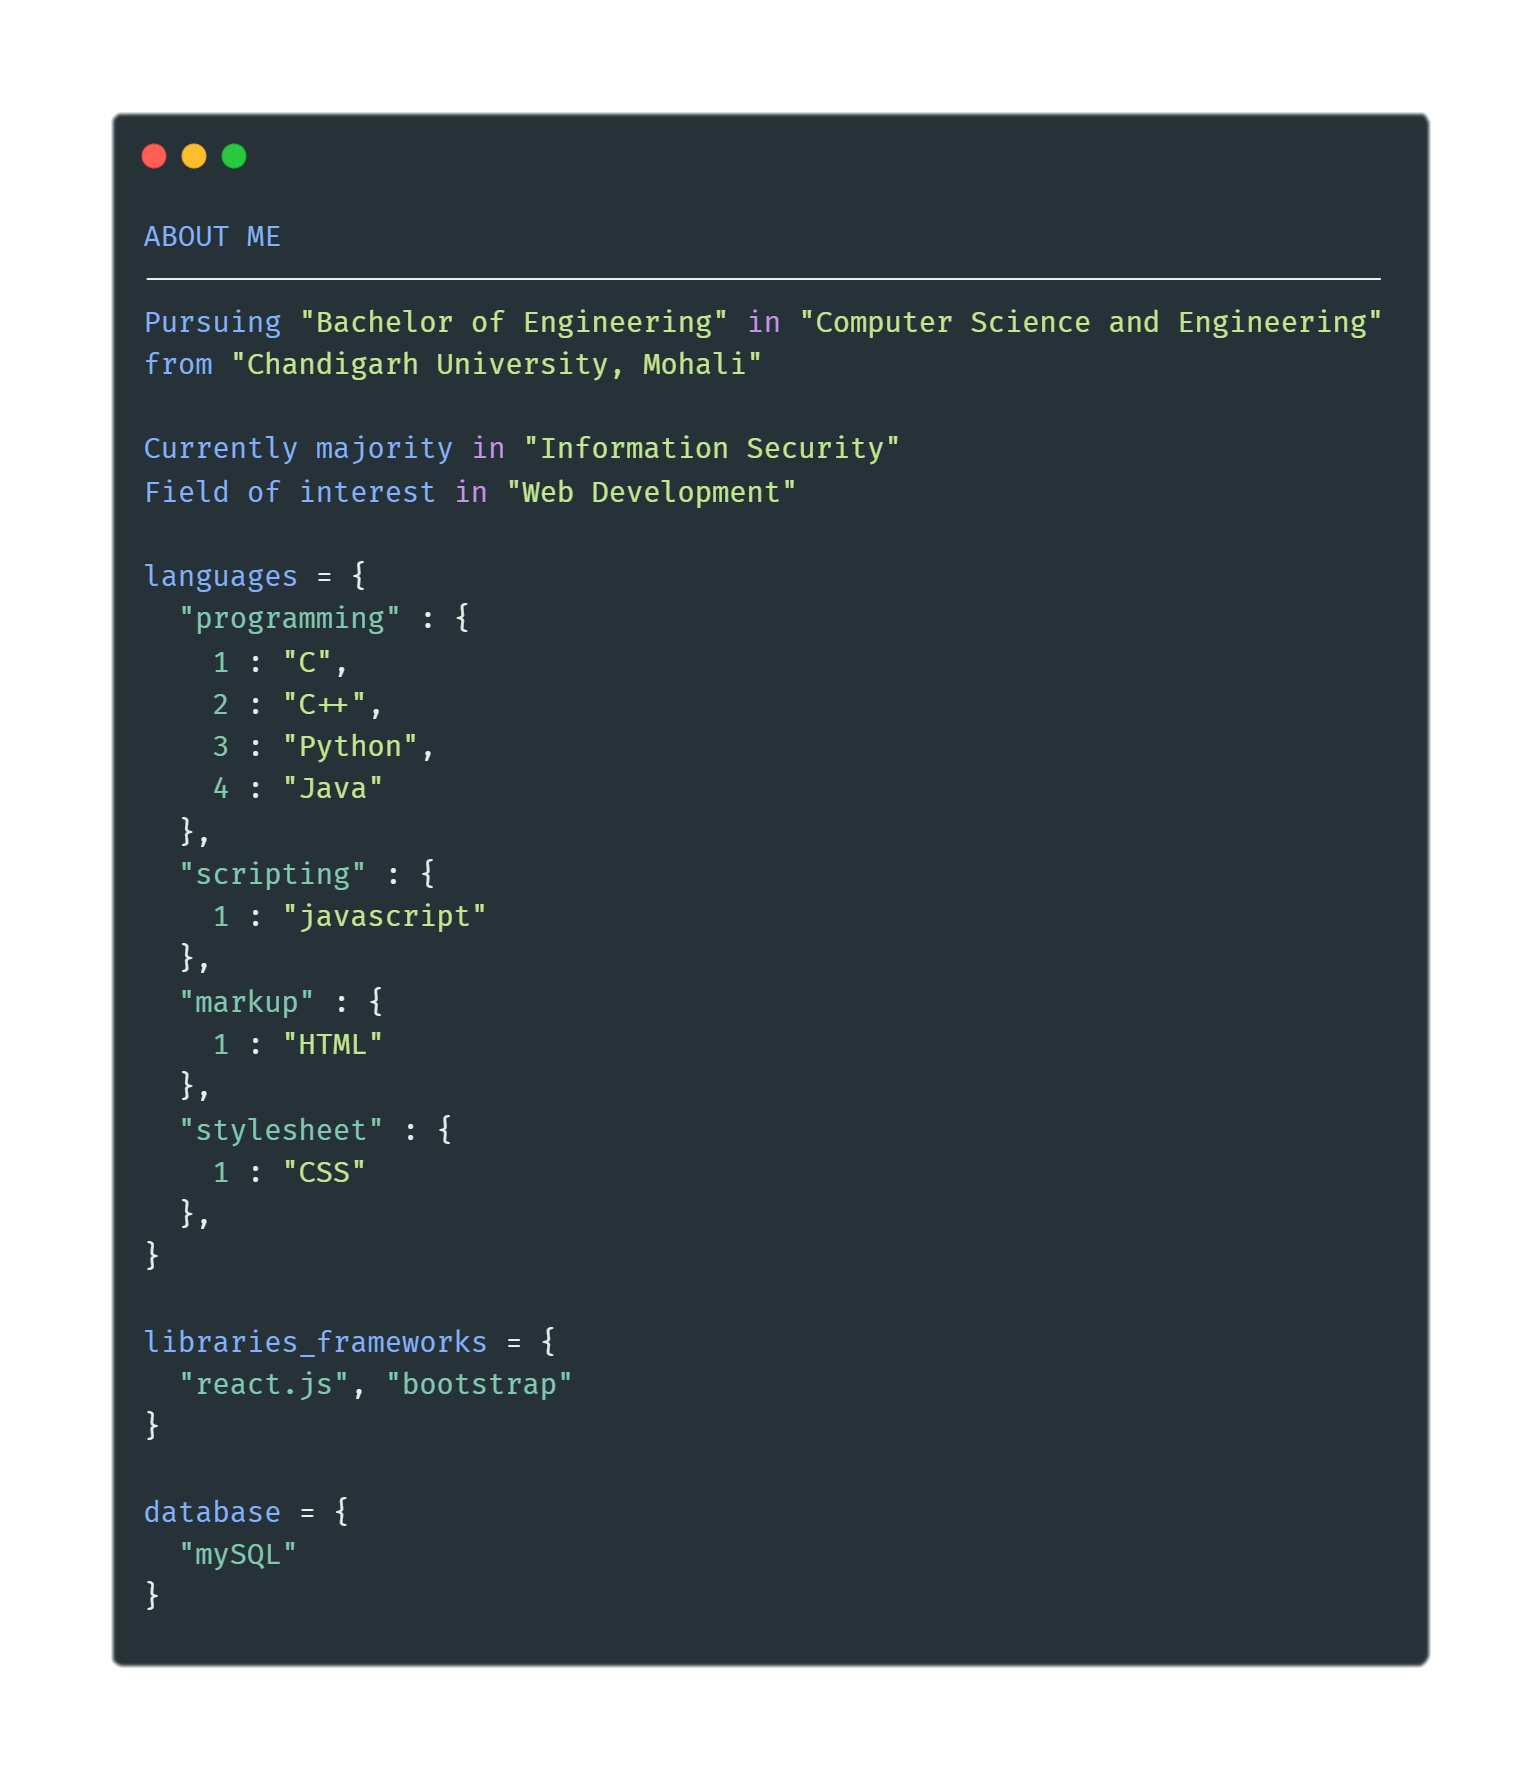 ABOUT ME
Pursuing "Bachelor of Engineering" in "Computer Science and Engineering"
from "Chandigarh University, Mohali"
Currently majority in "Information Security"
Field of interest in "Web Development"
languages = {
  "programming" : {
    1 : "C",
    2 : "C++",
    3 : "Python",
    4 : "Java"
  },
  "scripting" : {
    1 : "javascript"
  },
  "markup" : {
    1 : "HTML"
  },
  "stylesheet" : {
    1 : "CSS"
  },
}
libraries_frameworks = {
  "react.js", "bootstrap"
}
database = {
  "mySQL"
}